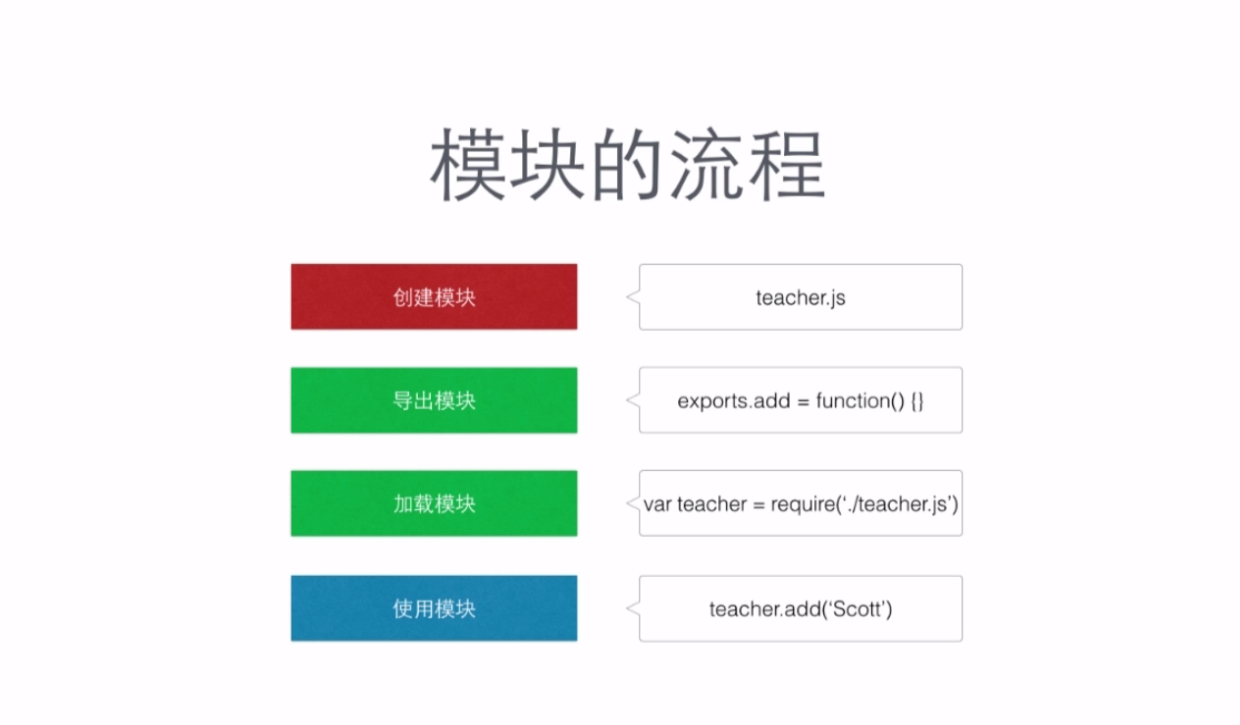 模块的流程
创建模块
teacher.js
导出模块
exports.add = function() {}
加载模块
var teacher = require(‘./teacher.js’)
使用模块
teacher.add(‘Scott’)